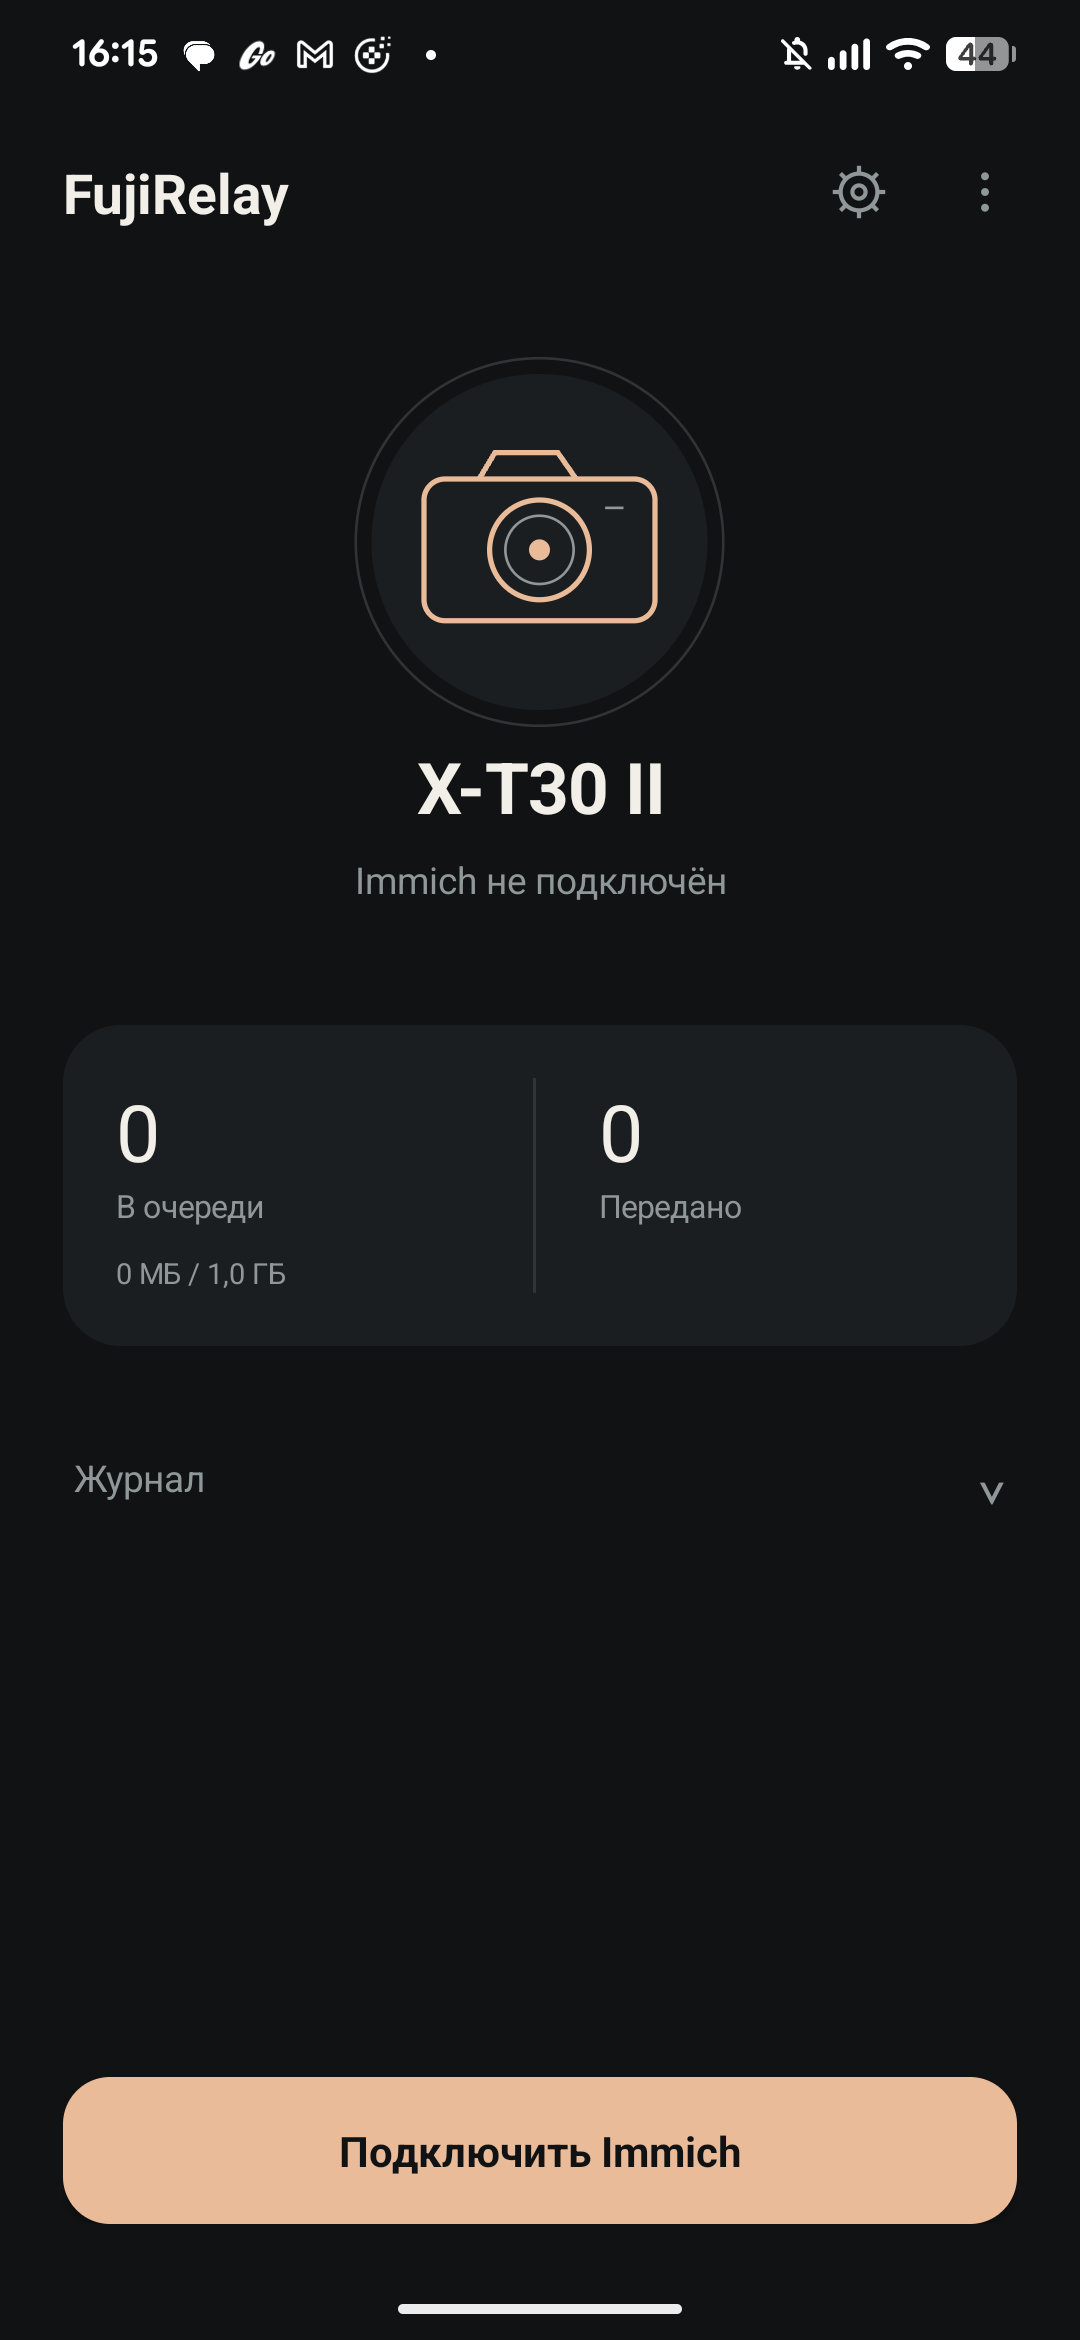 16:15 Go 44
FujiRelay
X-T30 II
Immich не подключён
0
В очереди
0 МБ / 1,0 ГБ
0
Передано
Журнал
Подключить Immich